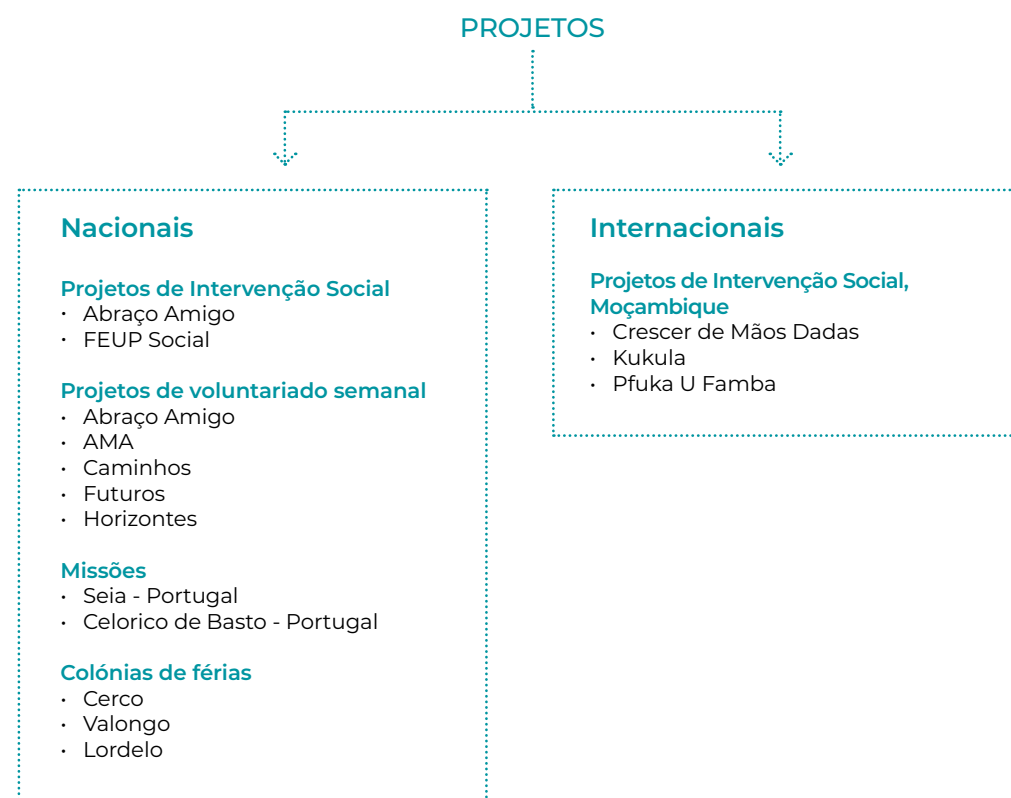 PROJETOS
Nacionais
Projetos de Intervenção Social
• Abraço Amigo
• FEUP Social
Projetos de voluntariado semanal
• Abraço Amigo
• AMA
• Caminhos
• Futuros
• Horizontes
Missões
• Seia - Portugal
• Celorico de Basto - Portugal
Colónias de férias
• Cerco
• Valongo
• Lordelo
Internacionais
Projetos de Intervenção Social,
Moçambique
• Crescer de Mãos Dadas
• Kukula
• Pfuka U Famba